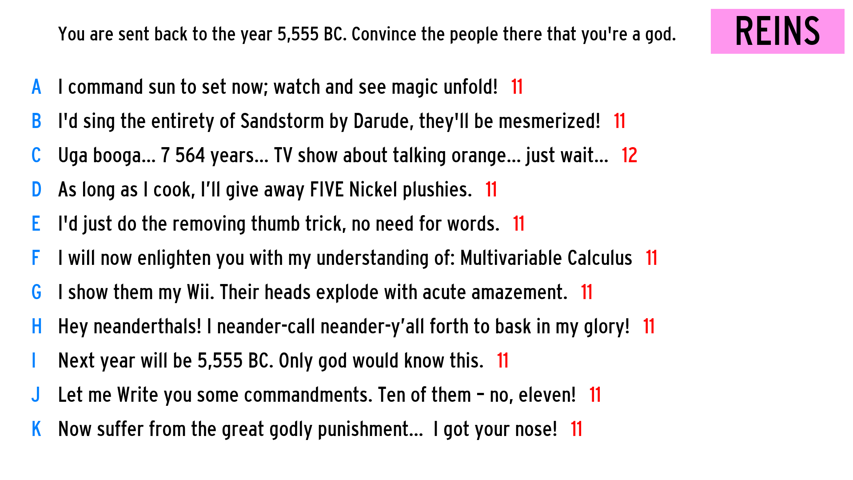 You are sent back to the year 5,555 BC. Convince the people there that you're a god.
REINS
A I command sun to set now; watch and see magic unfold! 11
B I'd sing the entirety of Sandstorm by Darude, they'll be mesmerized! 11
C Uga booga... 7 564 years... TV show about talking orange... just wait... 12
D As long as I cook, I’ll give away FIVE Nickel plushies. 11
E I'd just do the removing thumb trick, no need for words. 11
F I will now enlighten you with my understanding of: Multivariable Calculus 11
G I show them my Wii. Their heads explode with acute amazement. 11
H Hey neanderthals! I neander-call neander-y’all forth to bask in my glory! 11
I Next year will be 5,555 BC. Only god would know this. 11
J Let me Write you some commandments. Ten of them – no, eleven! 11
K Now suffer from the great godly punishment... I got your nose! 11